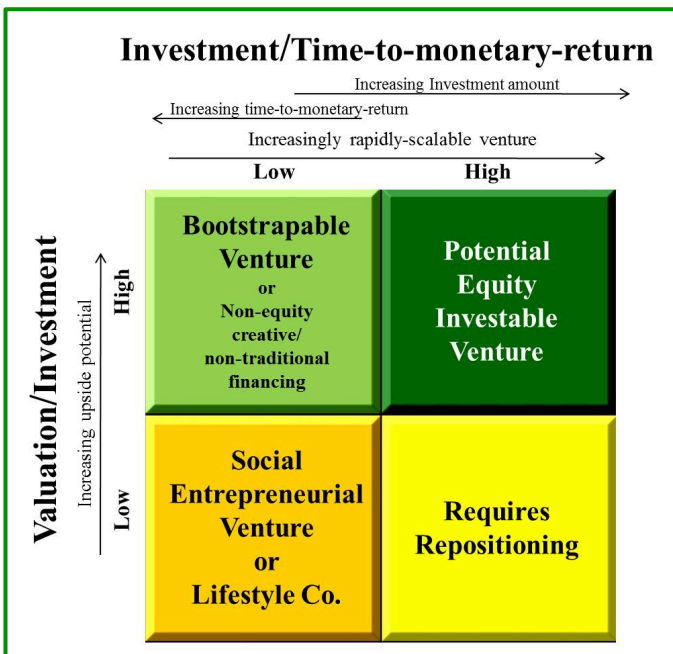 Investment/Time-to-monetary-return
Increasing Investment amount
Increasing time-to-monetary-return
Increasingly rapidly-scalable venture
Low
High
Valuation/Investment
Increasing upside potential
High
Low
Bootstrapable
Venture
or
Non-equity
creative/
non-traditional
financing
Potential
Equity
Investable
Venture
Social
Entrepreneurial
Venture
or
Lifestyle Co.
Requires
Repositioning